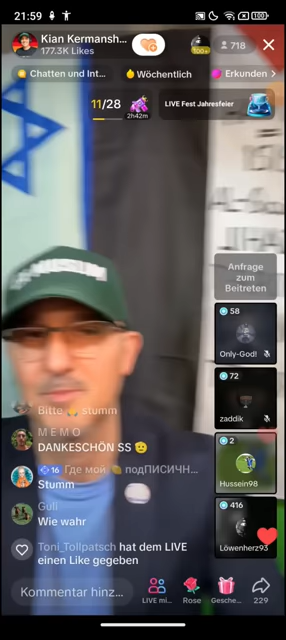 21:59
100
Kian Kermansh...
177.3K Likes
100+
718
Chatten und Int...
Wöchentlich
Erkunden >
11/28
2h42m
LIVE Fest Jahresfeier
Anfrage
zum
Beitreten
58
Only-God!
72
zaddik
2
Hussein98
416
Löwenherz93
Bitte 🙏 stumm
M E M O
DANKESCHÖN SS 🫡
16 Где мой 🍋 подПИСИЧН...
Stumm
Guli
Wie wahr
Toni_Tollpatsch hat dem LIVE
einen Like gegeben
Kommentar hinz...
LIVE mi...
Rose
Gesche...
229